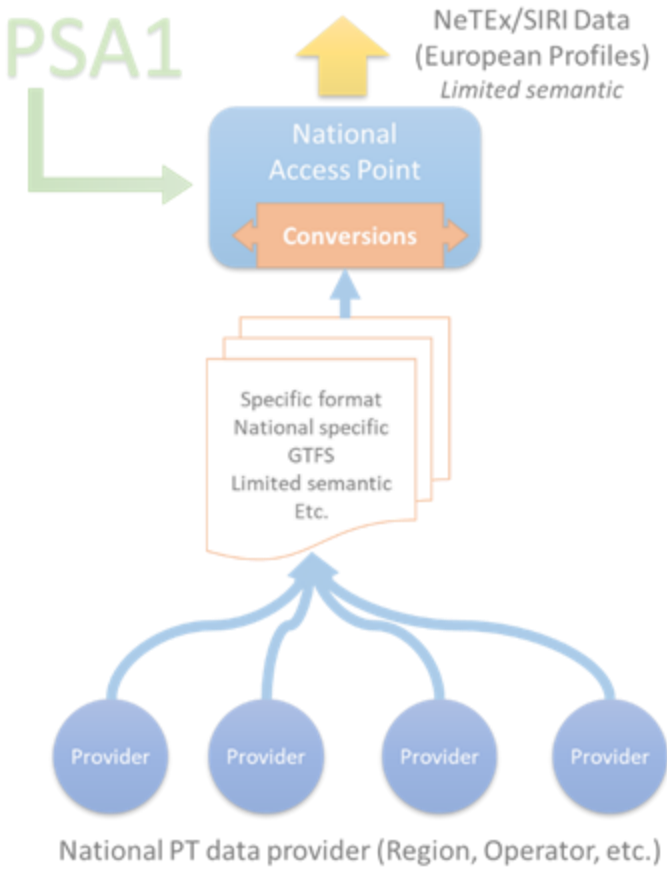 PSA1
NeTEx/SIRI Data
(European Profiles)
Limited semantic
National
Access Point
Conversions
Specific format
National specific
GTFS
Limited semantic
Etc.
Provider
Provider
Provider
Provider
National PT data provider (Region, Operator, etc.)